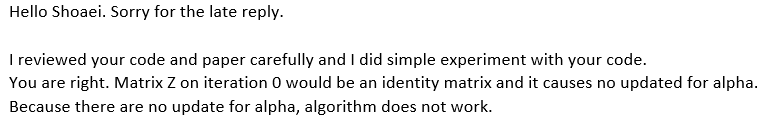 Hello Shoaei. Sorry for the late reply.
I reviewed your code and paper carefully and I did simple experiment with your code.
You are right. Matrix Z on iteration 0 would be an identity matrix and it causes no updated for alpha.
Because there are no update for alpha, algorithm does not work.